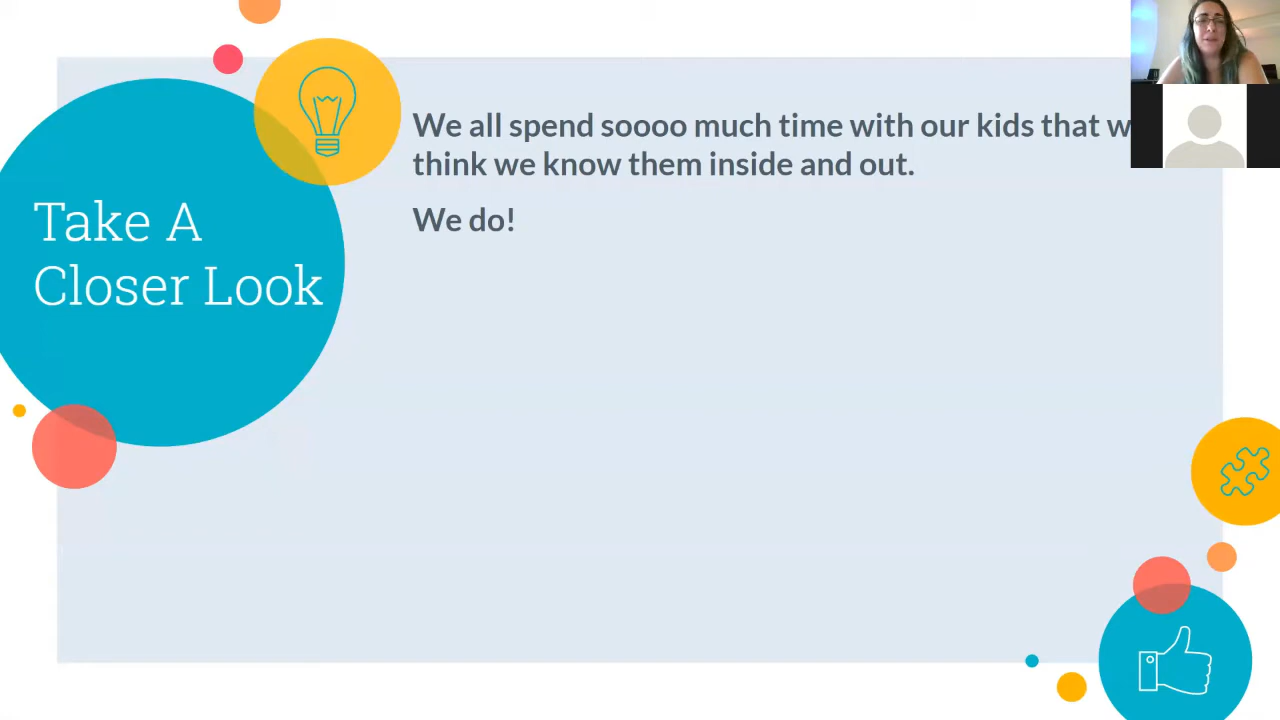 Take A
Closer Look
We all spend soooo much time with our kids that
think we know them inside and out.
We do!